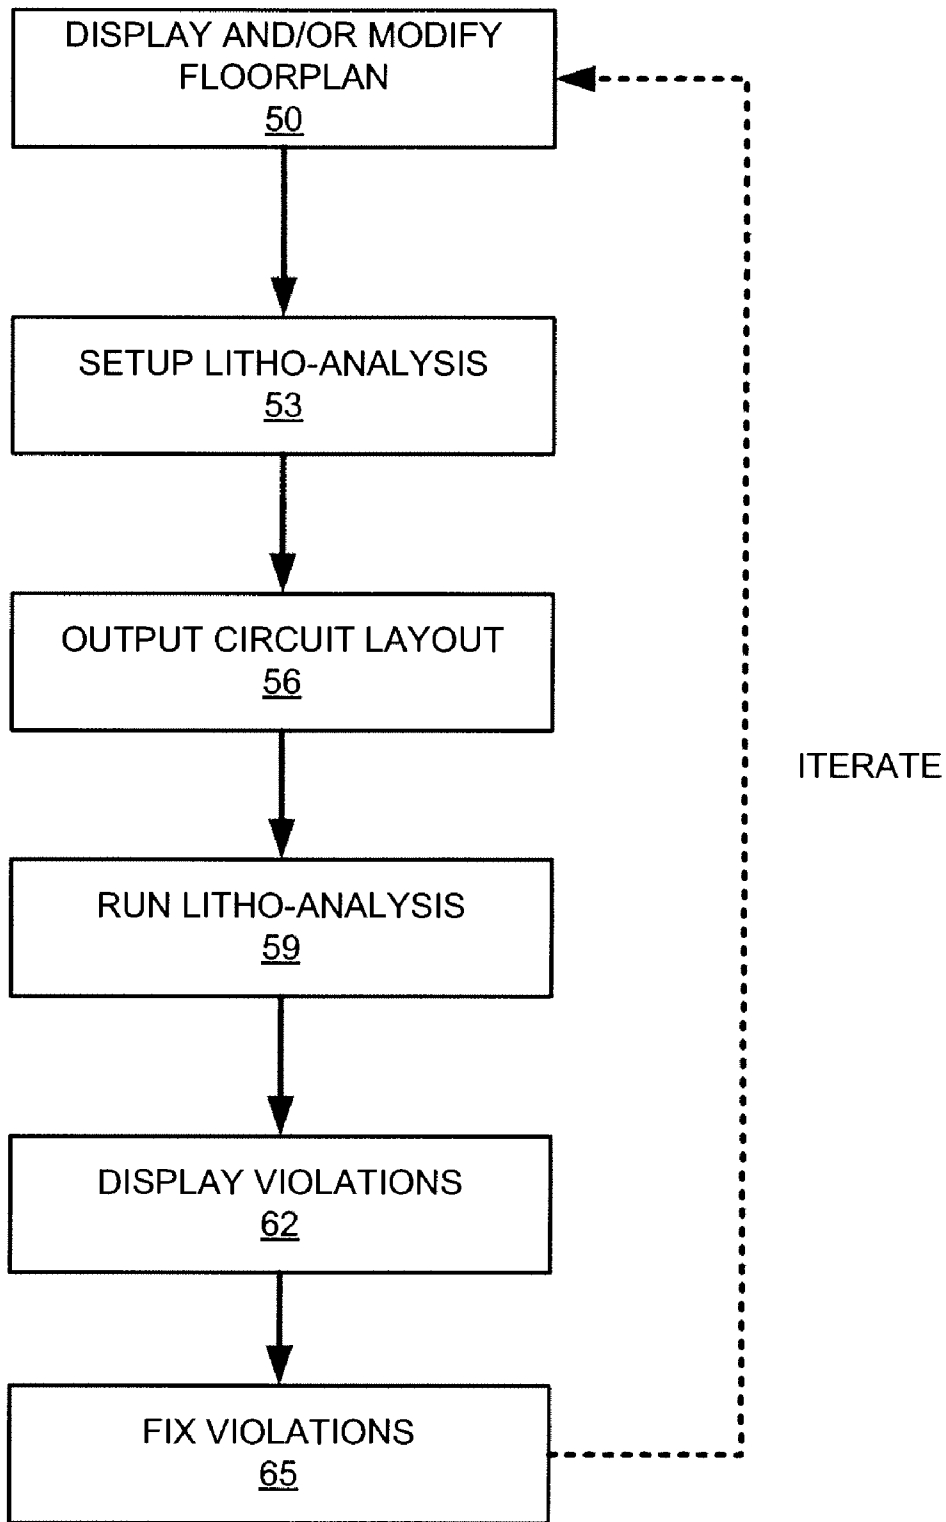 DISPLAY AND/OR MODIFY
FLOORPLAN
50
SETUP LITHO-ANALYSIS
53
OUTPUT CIRCUIT LAYOUT
56
ITERATE
RUN LITHO-ANALYSIS
59
DISPLAY VIOLATIONS
62
FIX VIOLATIONS
65